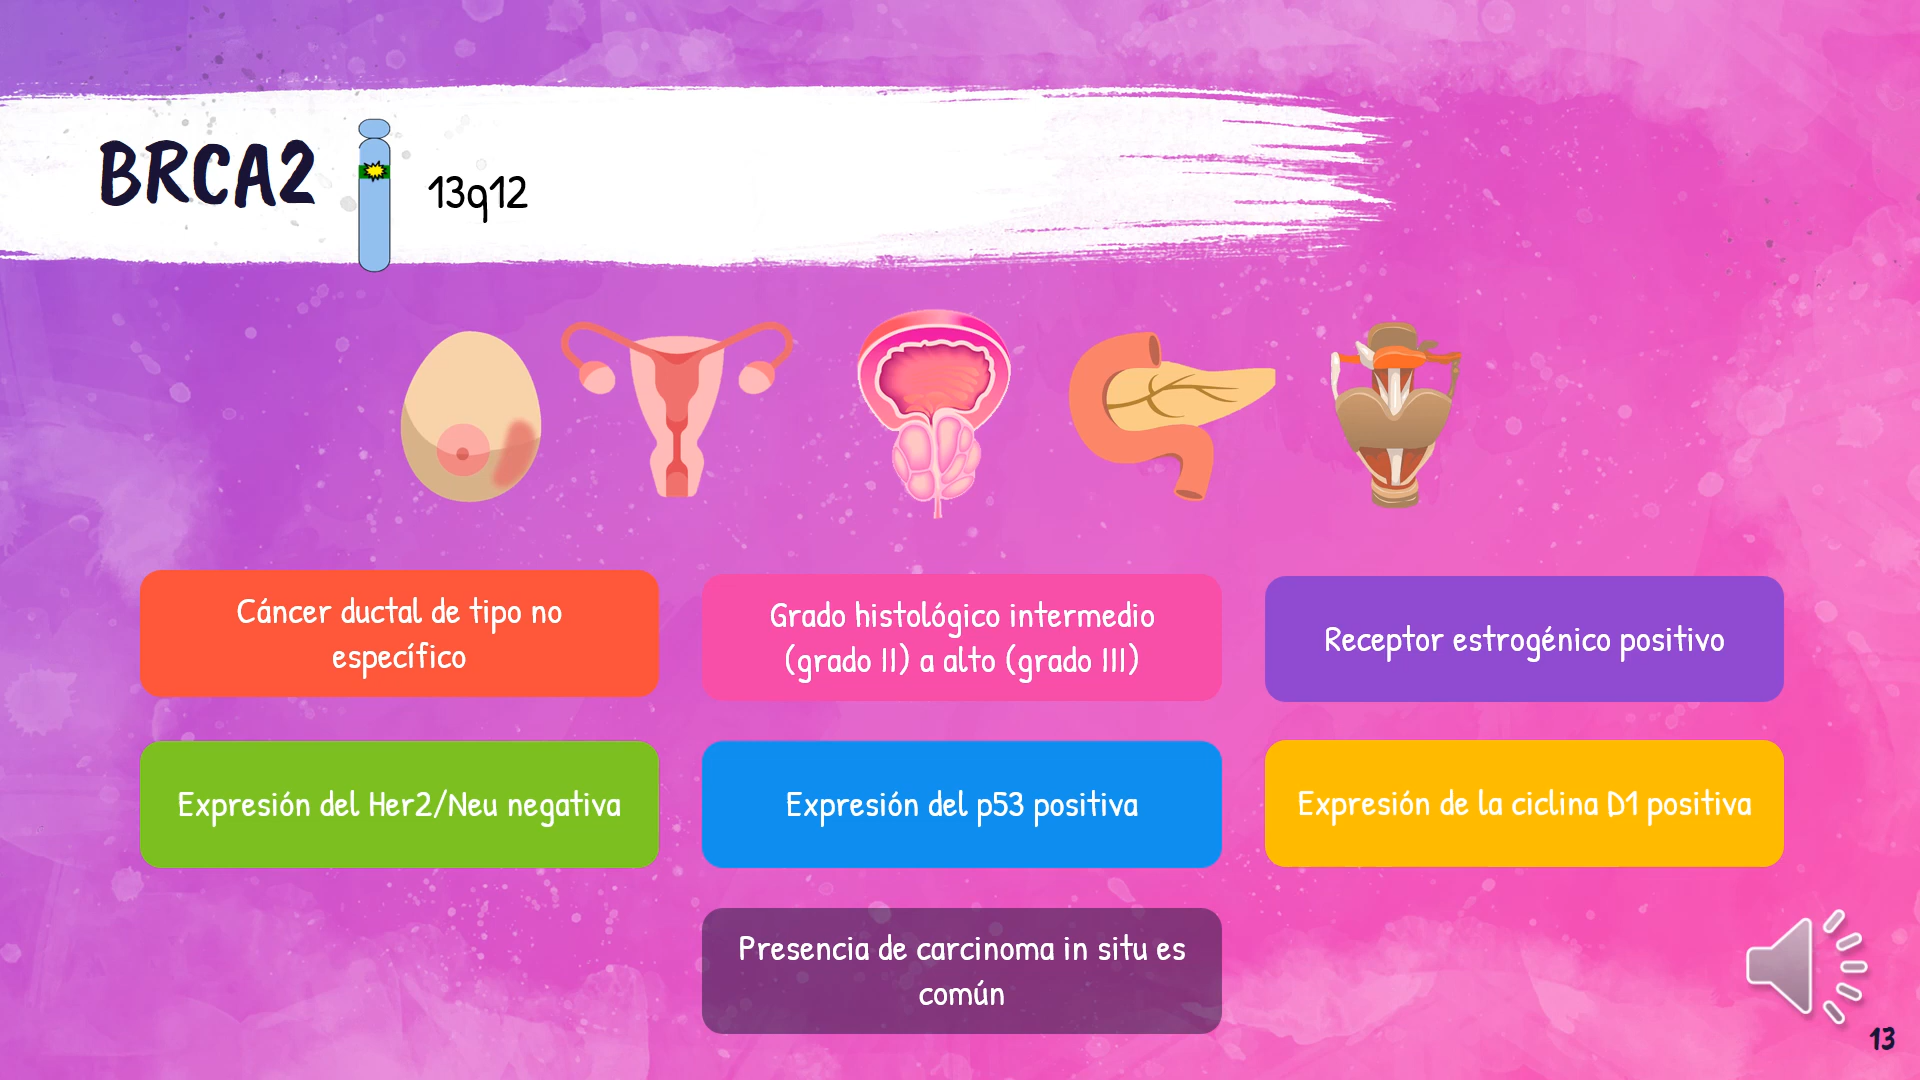 BRCA2
13q12
Cáncer ductal de tipo no
específico
Grado histológico intermedio
(grado II) a alto (grado III)
Receptor estrogénico positivo
Expresión del Her2/Neu negativa
Expresión del p53 positiva
Expresión de la ciclina D1 positiva
Presencia de carcinoma in situ es
común
13